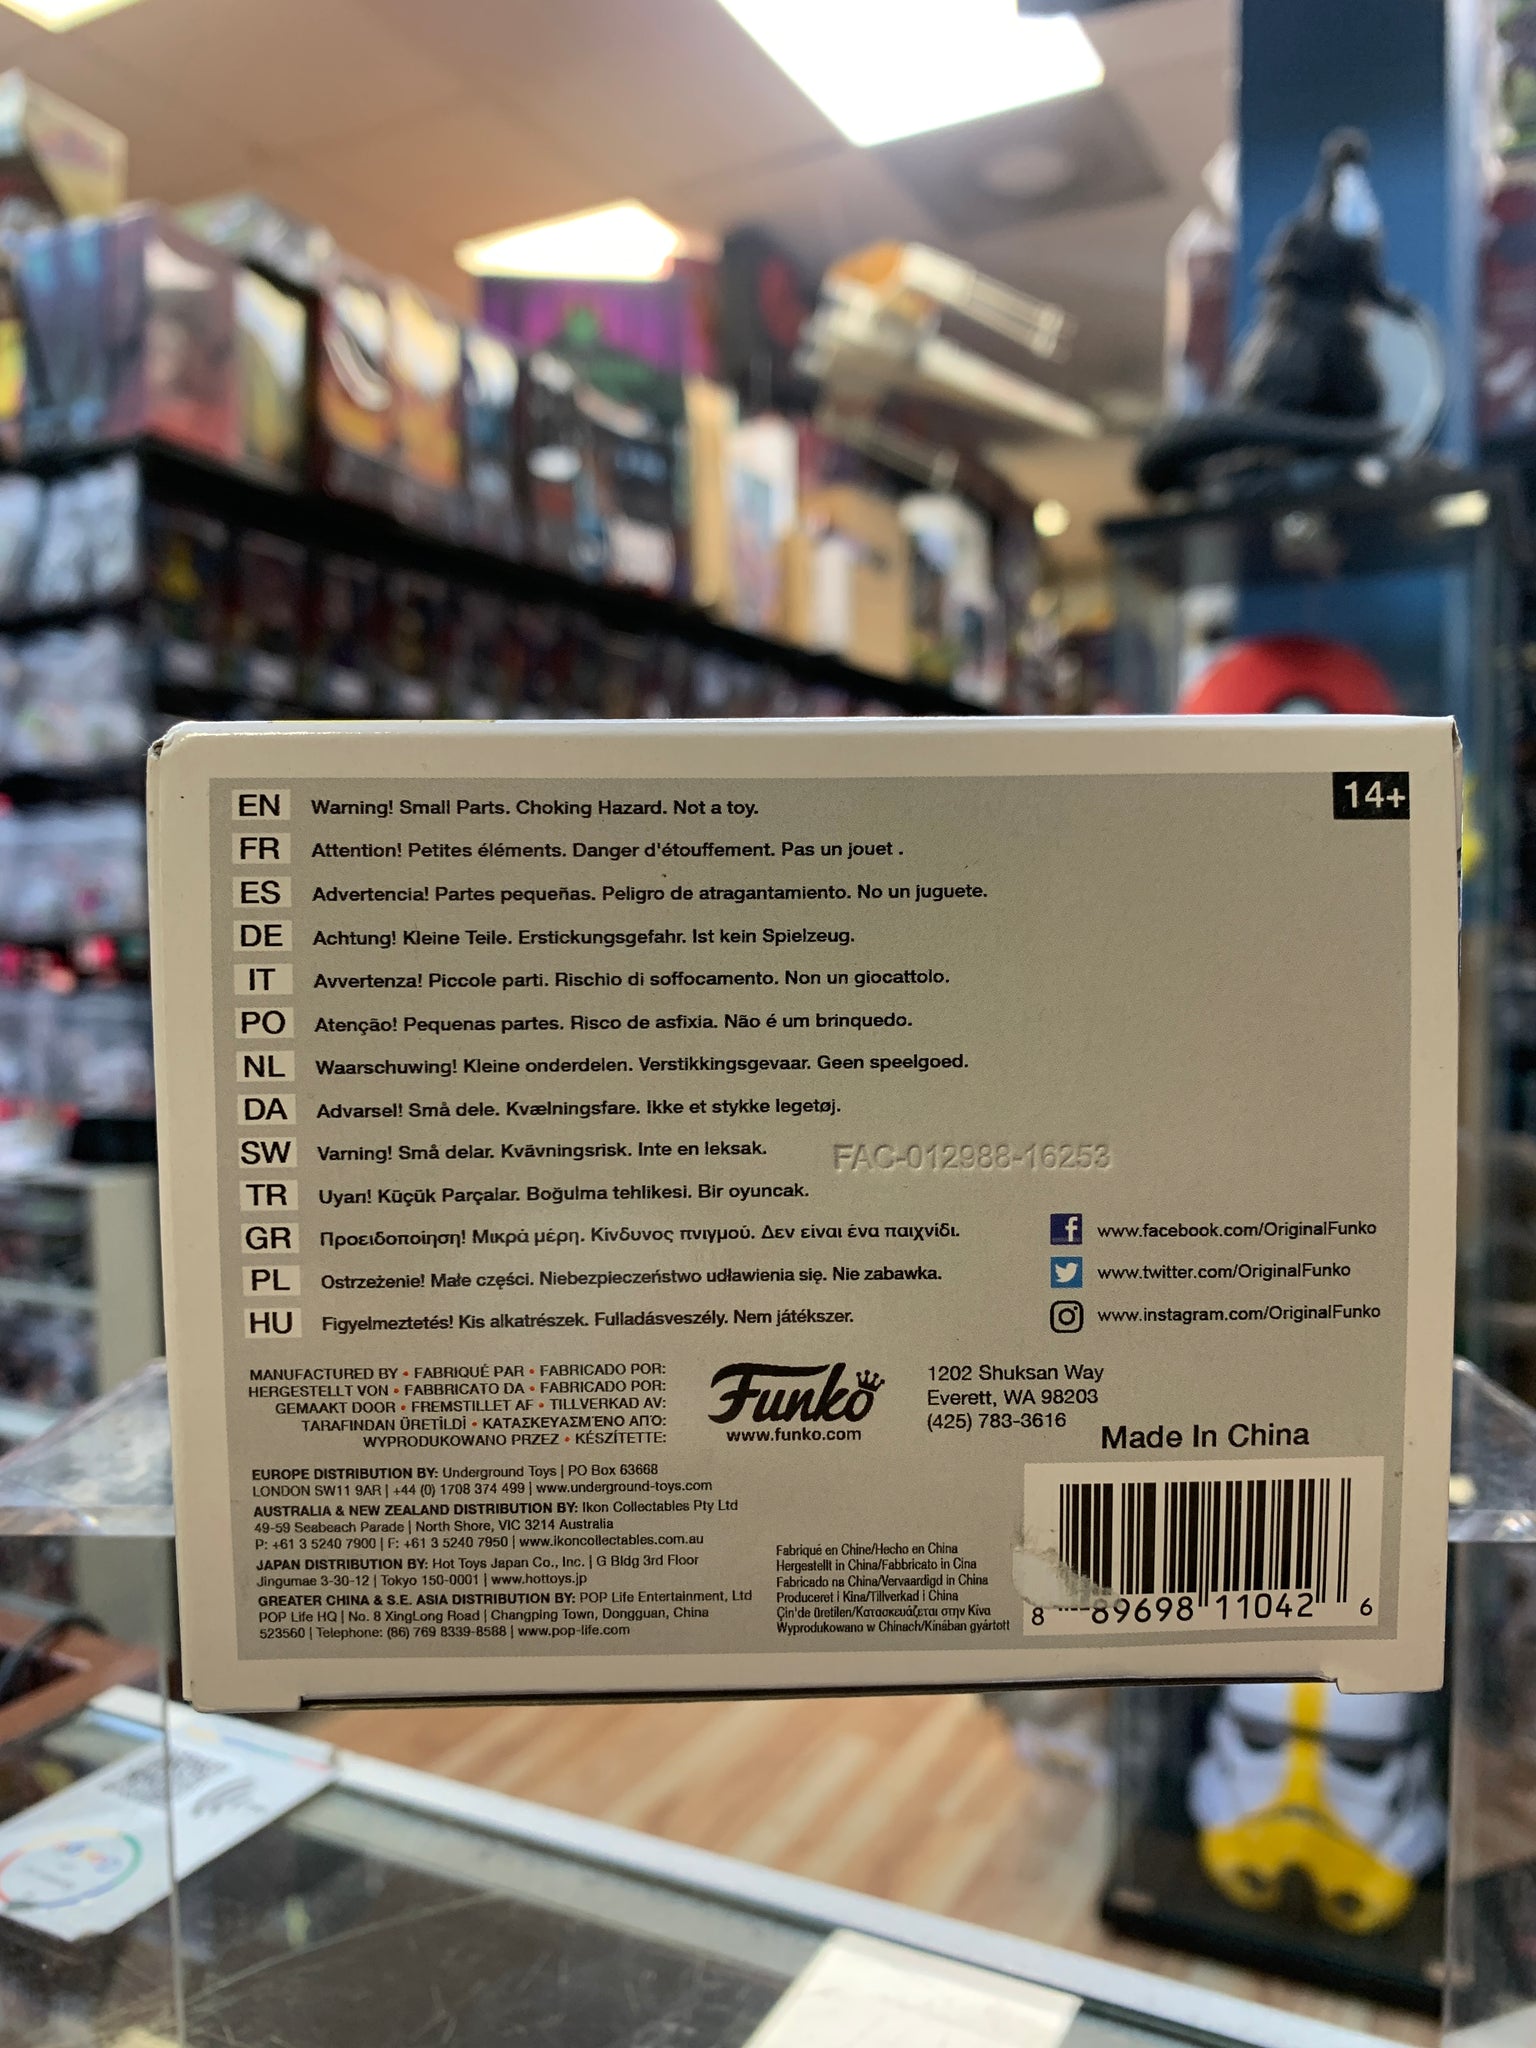 14+
EN Warning! Small Parts. Choking Hazard. Not a toy.
FR Attention! Petites éléments. Danger d'étouffement. Pas un jouet .
ES Advertencia! Partes pequeñas. Peligro de atragantamiento. No un juguete.
DE Achtung! Kleine Teile. Erstickungsgefahr. Ist kein Spielzeug.
IT Avvertenza! Piccole parti. Rischio di soffocamento. Non un giocattolo.
PO Atenção! Pequenas partes. Risco de asfixia. Não é um brinquedo.
NL Waarschuwing! Kleine onderdelen. Verstikkingsgevaar. Geen speelgoed.
DA Advarsel! Små dele. Kvælningsfare. Ikke et stykke legetøj.
SW Varning! Små delar. Kvävningsrisk. Inte en leksak.
FAC-012988-16253
TR Uyarı! Küçük Parçalar. Boğulma tehlikesi. Bir oyuncak.
GR Προειδοποίηση! Μικρά μέρη. Κίνδυνος πνιγμού. Δεν είναι ένα παιχνίδι.
PL Ostrzeżenie! Małe części. Niebezpieczeństwo udławienia się. Nie zabawka.
HU Figyelmeztetés! Kis alkatrészek. Fulladásveszély. Nem játékszer.
www.facebook.com/OriginalFunko
www.twitter.com/OriginalFunko
www.instagram.com/OriginalFunko
MANUFACTURED BY • FABRIQUÉ PAR • FABRICADO POR:
HERGESTELLT VON • FABBRICATO DA • FABRICADO POR:
GEMAAKT DOOR • FREMSTILLET AF • TILLVERKAD AV:
TARAFINDAN ÜRETİLDİ • ΚΑΤΑΣΚΕΥΑΣΜΈΝΟ ΑΠΌ:
WYPRODUKOWANO PRZEZ • KÉSZÍTETTE:
Funko
www.funko.com
1202 Shuksan Way
Everett, WA 98203
(425) 783-3616
Made In China
EUROPE DISTRIBUTION BY: Underground Toys | PO Box 63668
LONDON SW11 9AR | +44 (0) 1708 374 499 | www.underground-toys.com
AUSTRALIA & NEW ZEALAND DISTRIBUTION BY: Ikon Collectables Pty Ltd
49-59 Seabeach Parade | North Shore, VIC 3214 Australia
P: +61 3 5240 7900 | F: +61 3 5240 7950 | www.ikoncollectables.com.au
JAPAN DISTRIBUTION BY: Hot Toys Japan Co., Inc. | G Bldg 3rd Floor
Jingumae 3-30-12 | Tokyo 150-0001 | www.hottoys.jp
GREATER CHINA & S.E. ASIA DISTRIBUTION BY: POP Life Entertainment, Ltd
POP Life HQ | No. 8 XingLong Road | Changping Town, Dongguan, China
523560 | Telephone: (86) 769 8339-8588 | www.pop-life.com
Fabriqué en Chine/Hecho en China
Hergestellt in China/Fabbricato in Cina
Fabricado na China/Vervaardigd in China
Produceret i Kina/Tillverkad i China
Çin'de üretilen/Κατασκευάζεται στην Κίνα
Wyprodukowano w Chinach/Kínában gyártott
8 89698 11042 6